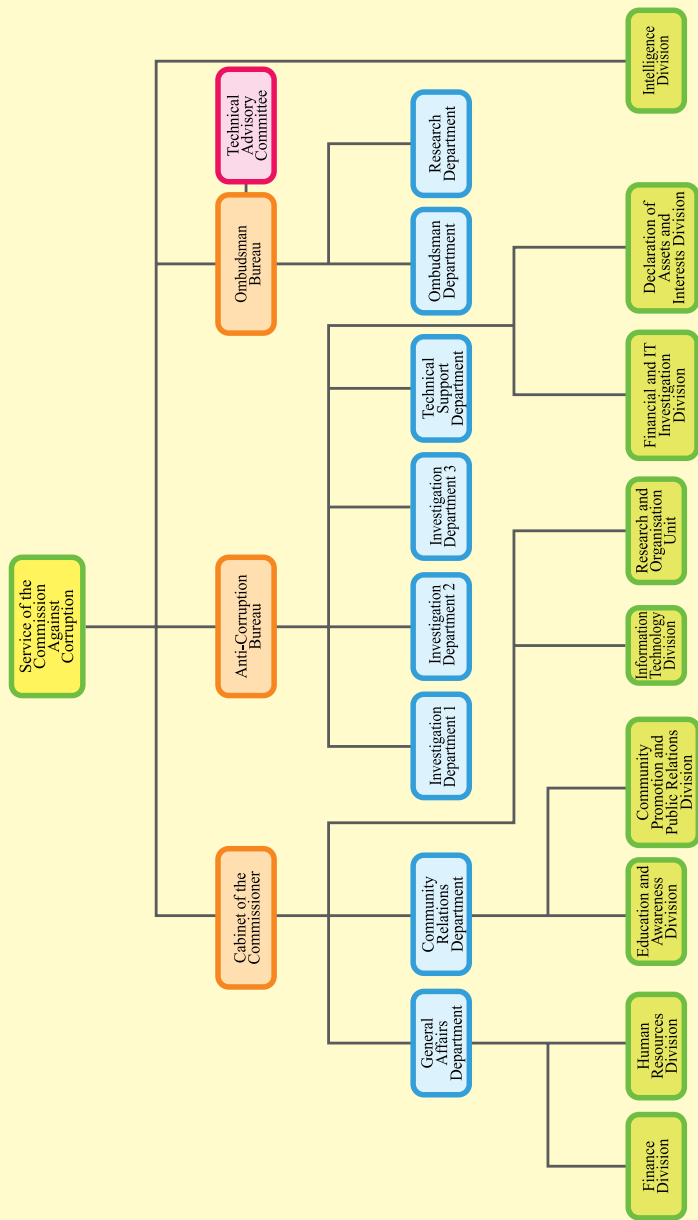 Service of the
Commission
Against
Corruption
Cabinet of the
Commissioner
Anti-Corruption
Bureau
Ombudsman
Bureau
Technical
Advisory
Committee
General
Affairs
Department
Community
Relations
Department
Investigation
Department 1
Investigation
Department 2
Investigation
Department 3
Technical
Support
Department
Ombudsman
Department
Research
Department
Finance
Division
Human
Resources
Division
Education and
Awareness
Division
Community
Promotion and
Public Relations
Division
Information
Technology
Division
Research and
Organisation
Unit
Financial and IT
Investigation
Division
Declaration of
Assets and
Interests Division
Intelligence
Division